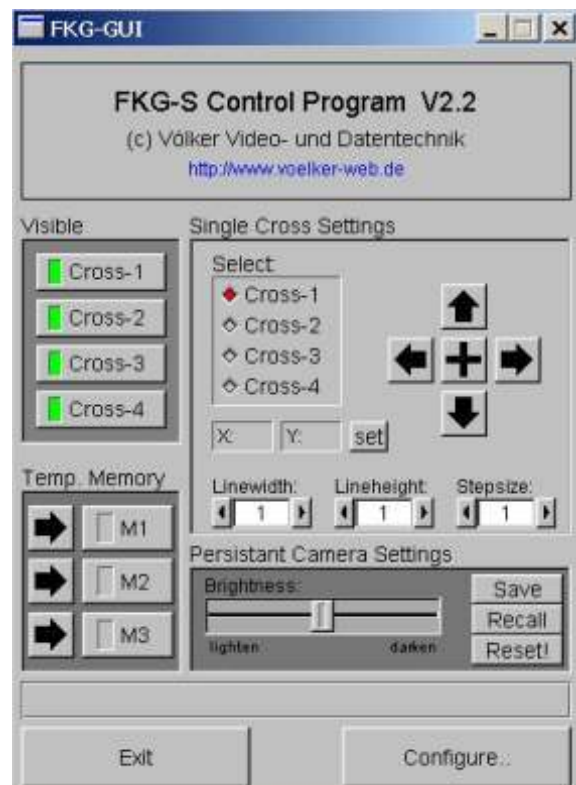 FKG-GUI
FKG-S Control Program V2.2
(c) Völker Video- und Datentechnik
http://www.voelker-web.de
Visible
Cross-1
Cross-2
Cross-3
Cross-4
Single Cross Settings
Select:
Cross-1
Cross-2
Cross-3
Cross-4
X:
Y:
set
Linewidth:
Lineheight:
Stepsize:
1
1
1
Temp. Memory
M1
M2
M3
Persistant Camera Settings
Brightness:
lighten
darken
Save
Recall
Reset!
Exit
Configure..